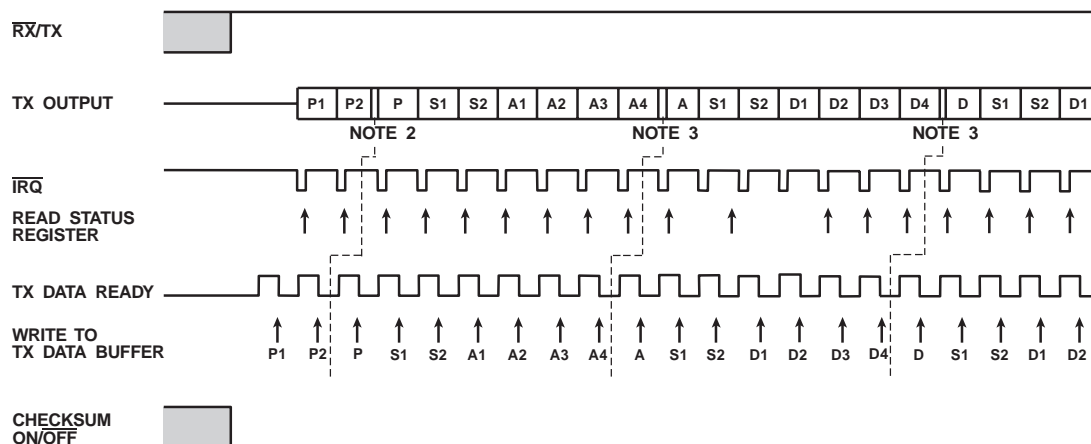 RX/TX
TX OUTPUT
P1 P2 P S1 S2 A1 A2 A3 A4 A S1 S2 D1 D2 D3 D4 D S1 S2 D1
NOTE 2 NOTE 3 NOTE 3
IRQ
READ STATUS
REGISTER
TX DATA READY
WRITE TO
TX DATA BUFFER
P1 P2 P S1 S2 A1 A2 A3 A4 A S1 S2 D1 D2 D3 D4 D S1 S2 D1 D2
CHECKSUM
ON/OFF